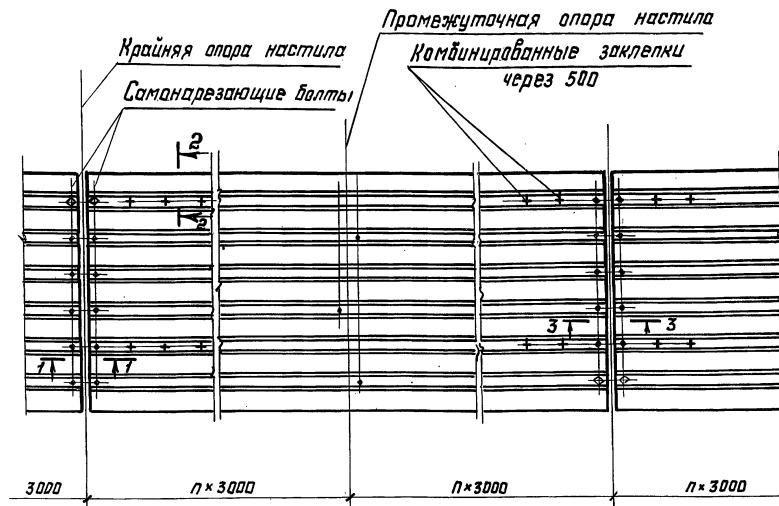 Промежуточная опора настила
Крайняя опора настила
Комбинированные заклепки
через 500
Самонарезающие болты
2
2
3
3
1
1
3000
п×3000
п×3000
п×3000